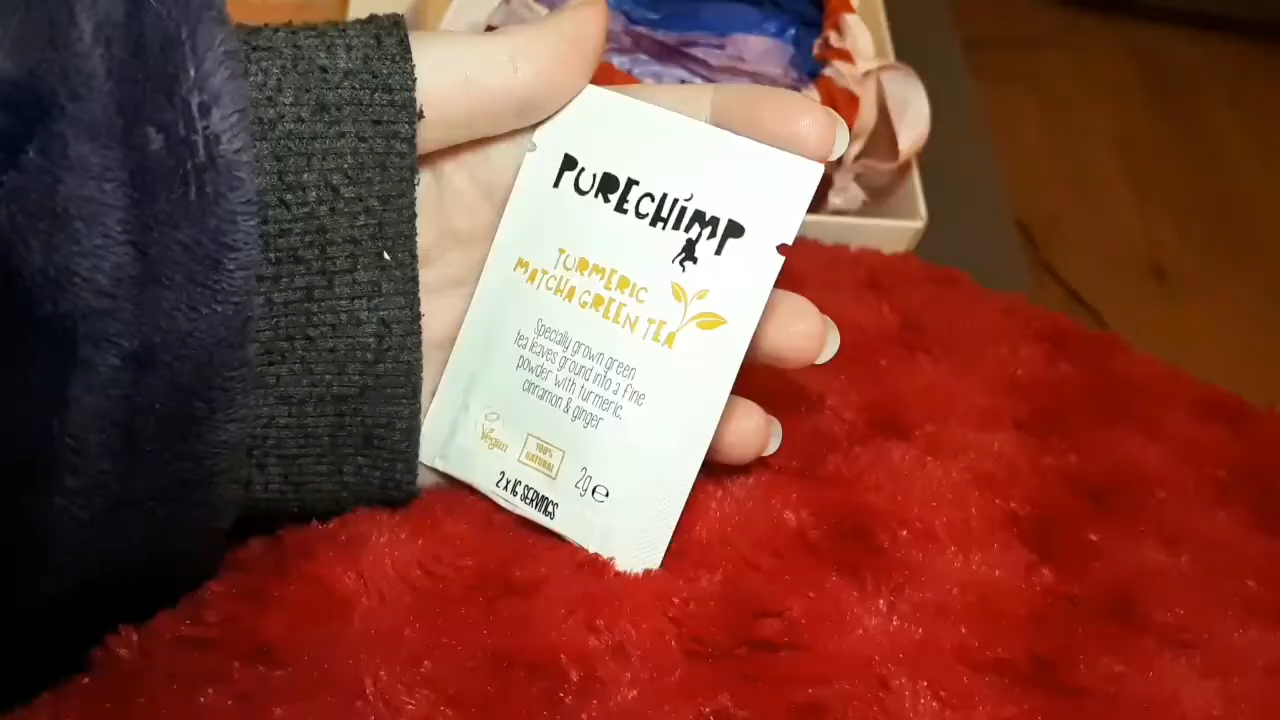 PURECHIMP
TURMERIC
MATCHA GREEN TEA
Specially grown green
tea leaves ground into a fine
powder with turmeric,
cinnamon & ginger
Vegan
100%
NATURAL
2g e
2 x 1G SERVINGS